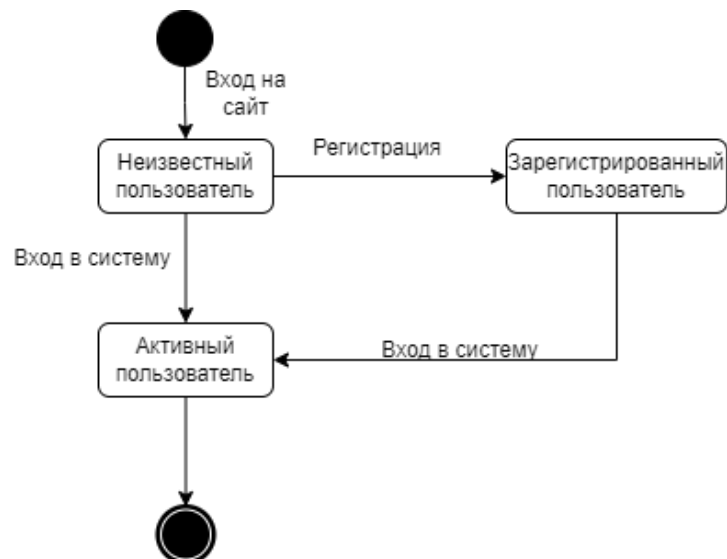 Вход на
сайт
Неизвестный
пользователь
Регистрация
Зарегистрированный
пользователь
Вход в систему
Активный
пользователь
Вход в систему